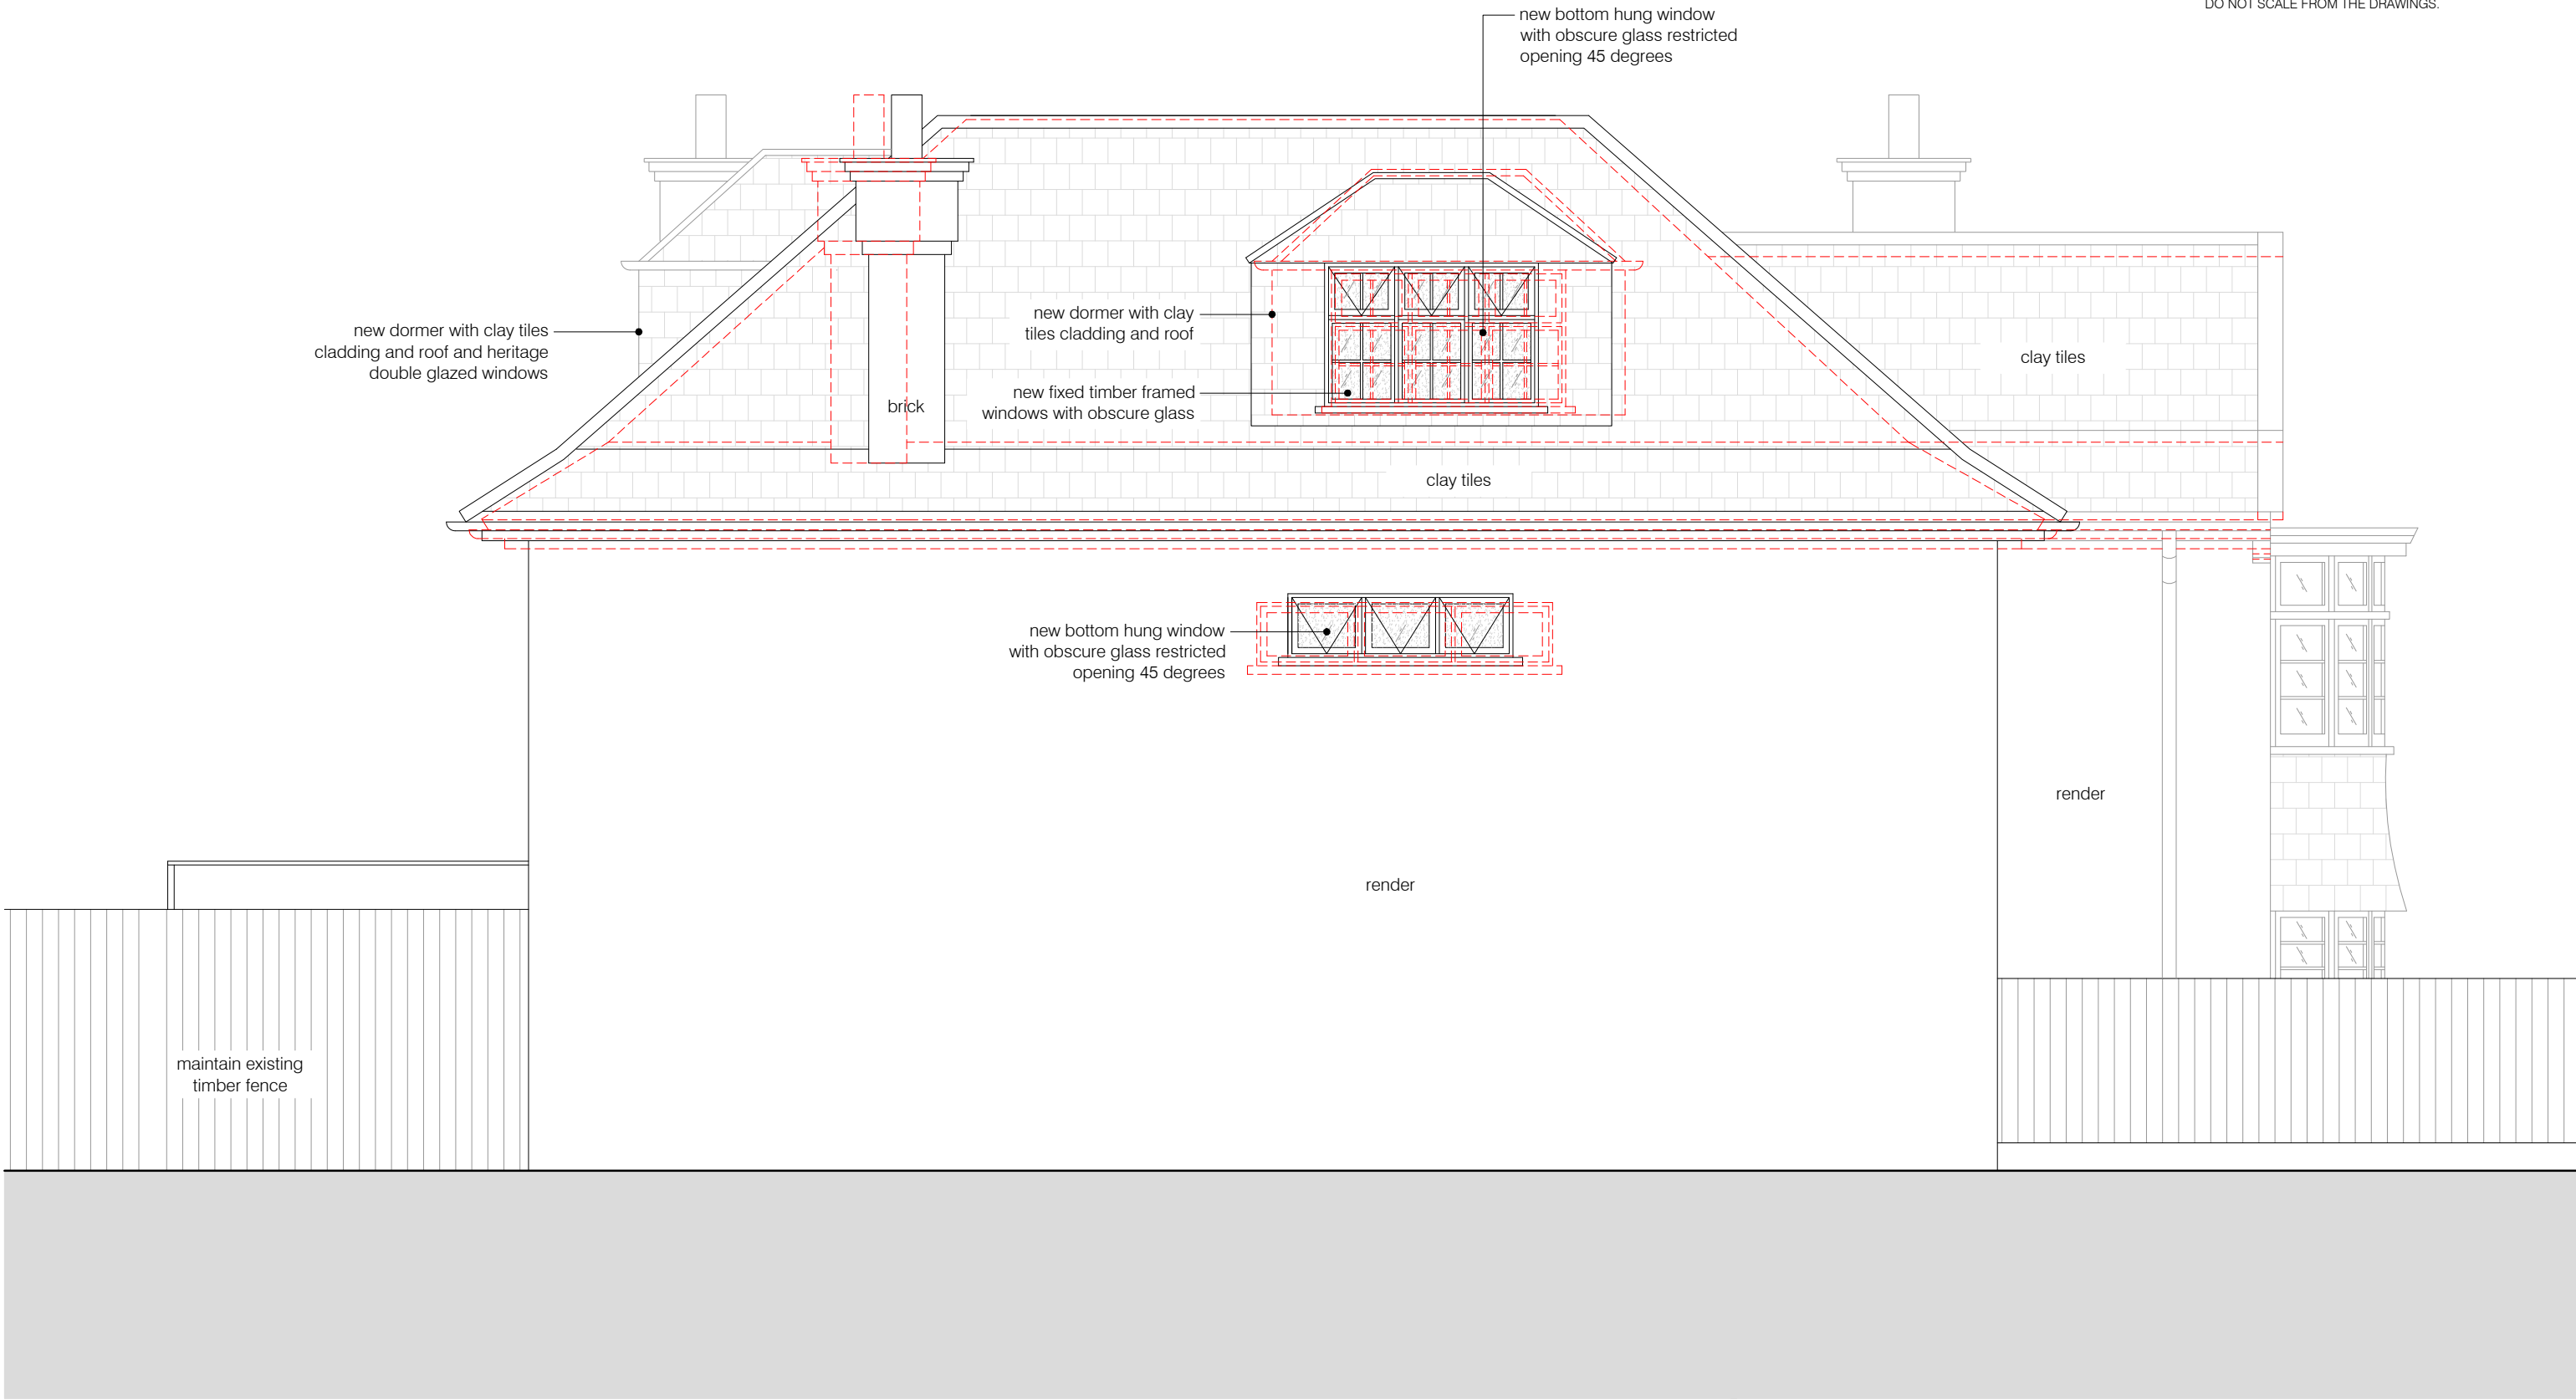 DO NOT SCALE FROM THE DRAWINGS.
new bottom hung window
with obscure glass restricted
opening 45 degrees
new dormer with clay tiles
cladding and roof and heritage
double glazed windows
new dormer with clay
tiles cladding and roof
clay tiles
new fixed timber framed
windows with obscure glass
brick
clay tiles
new bottom hung window
with obscure glass restricted
opening 45 degrees
render
render
maintain existing
timber fence